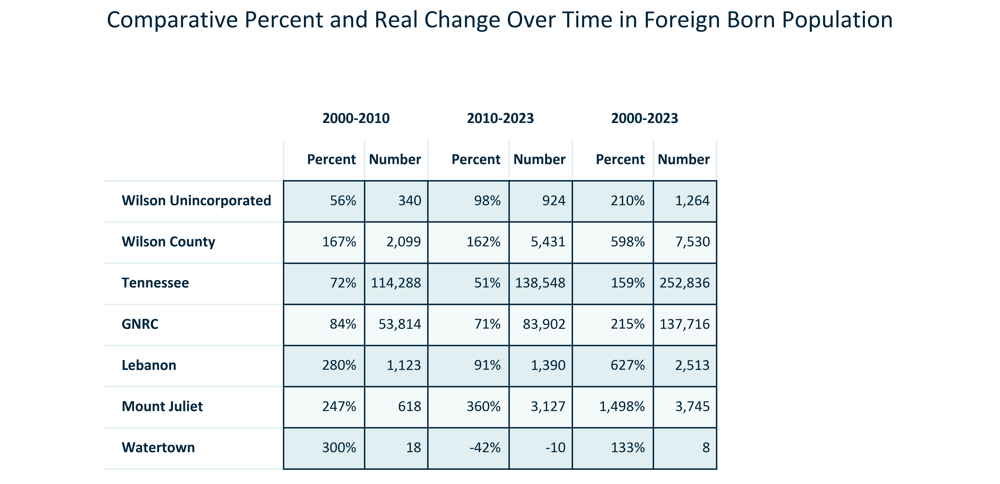 Comparative Percent and Real Change Over Time in Foreign Born Population
2000-2010 2010-2023 2000-2023
Percent Number Percent Number Percent Number
Wilson Unincorporated 56% 340 98% 924 210% 1,264
Wilson County 167% 2,099 162% 5,431 598% 7,530
Tennessee 72% 114,288 51% 138,548 159% 252,836
GNRC 84% 53,814 71% 83,902 215% 137,716
Lebanon 280% 1,123 91% 1,390 627% 2,513
Mount Juliet 247% 618 360% 3,127 1,498% 3,745
Watertown 300% 18 -42% -10 133% 8